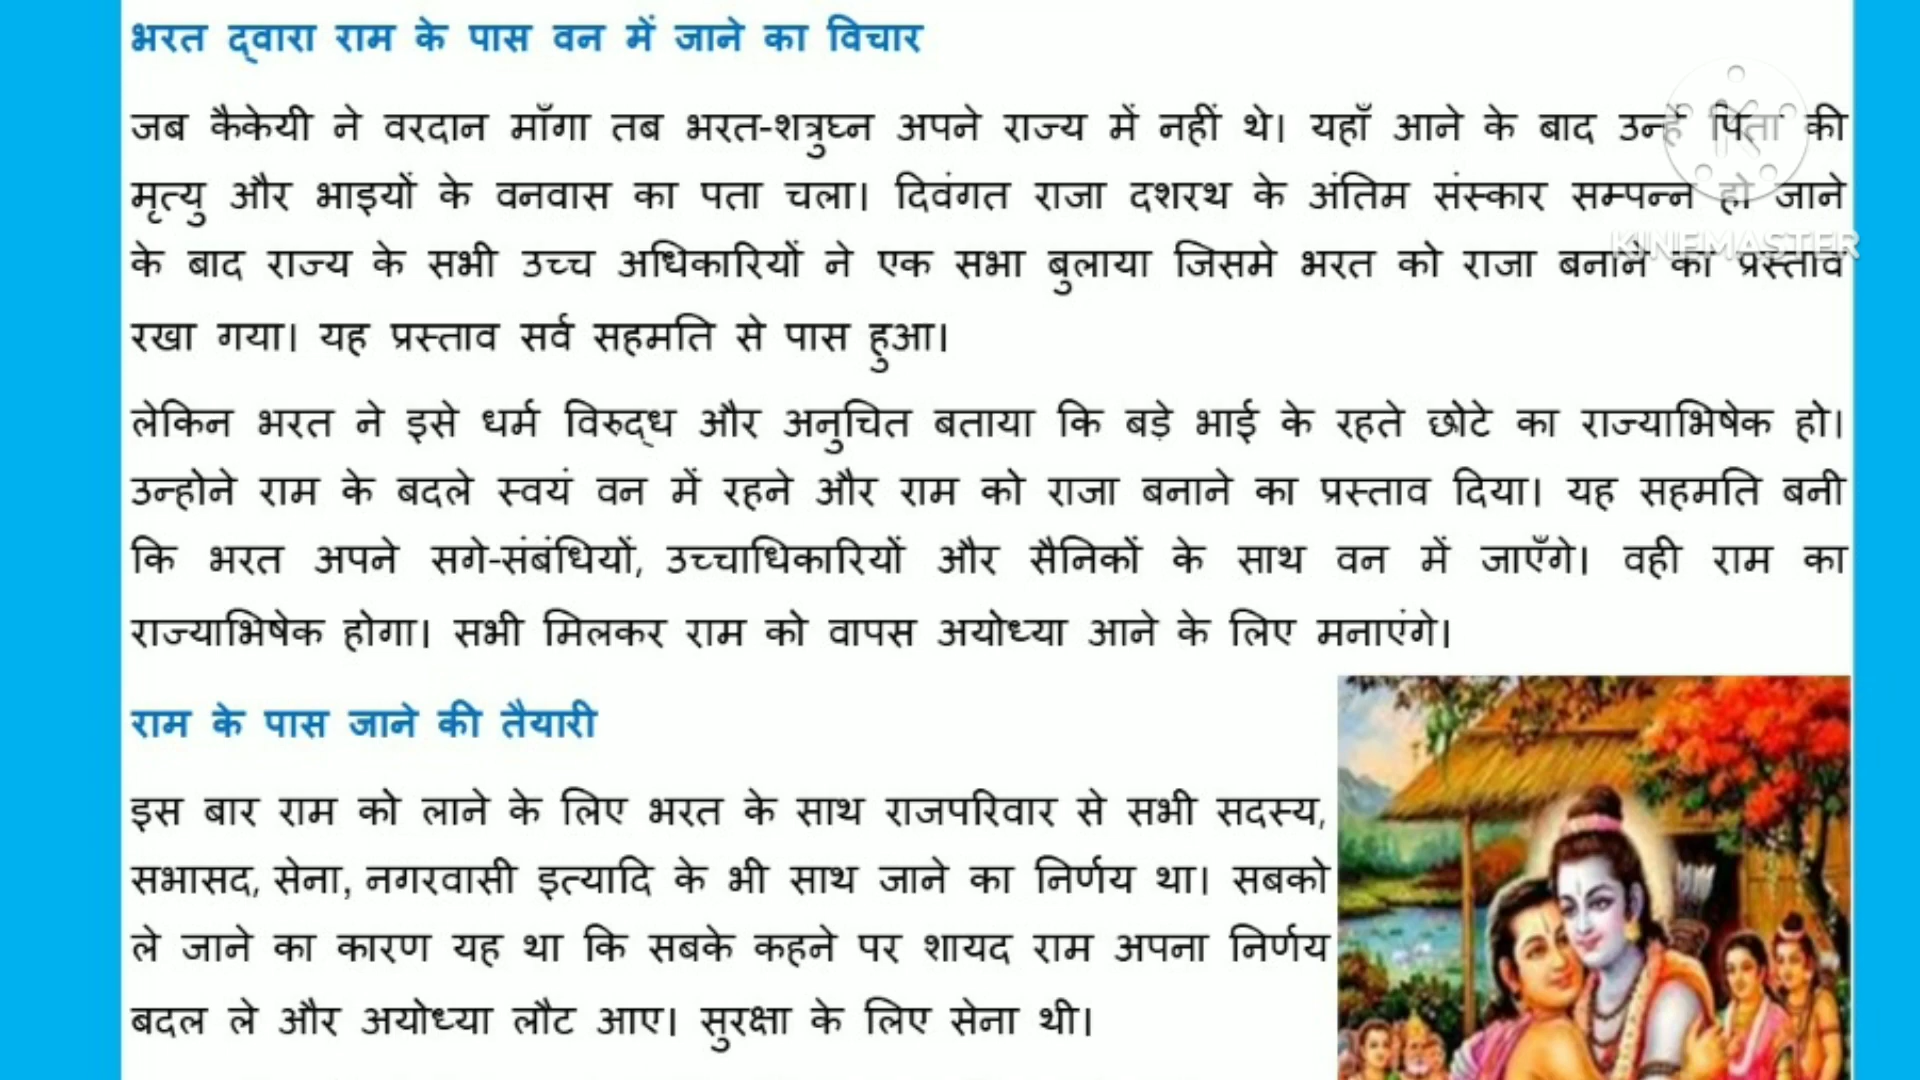 भरत द्वारा राम के पास वन में जाने का विचार
जब कैकेयी ने वरदान माँगा तब भरत-शत्रुघ्न अपने राज्य में नहीं थे। यहाँ आने के बाद उन्हें पिता की
मृत्यु और भाइयों के वनवास का पता चला। दिवंगत राजा दशरथ के अंतिम संस्कार सम्पन्न हो जाने
के बाद राज्य के सभी उच्च अधिकारियों ने एक सभा बुलाया जिसमे भरत को राजा बनाने का प्रस्ताव
रखा गया। यह प्रस्ताव सर्व सहमति से पास हुआ।
लेकिन भरत ने इसे धर्म विरुद्ध और अनुचित बताया कि बड़े भाई के रहते छोटे का राज्याभिषेक हो।
उन्होने राम के बदले स्वयं वन में रहने और राम को राजा बनाने का प्रस्ताव दिया। यह सहमति बनी
कि भरत अपने सगे-संबंधियों, उच्चाधिकारियों और सैनिकों के साथ वन में जाएँगे। वही राम का
राज्याभिषेक होगा। सभी मिलकर राम को वापस अयोध्या आने के लिए मनाएंगे।
राम के पास जाने की तैयारी
इस बार राम को लाने के लिए भरत के साथ राजपरिवार से सभी सदस्य,
सभासद, सेना, नगरवासी इत्यादि के भी साथ जाने का निर्णय था। सबको
ले जाने का कारण यह था कि सबके कहने पर शायद राम अपना निर्णय
बदल ले और अयोध्या लौट आए। सुरक्षा के लिए सेना थी।
KINEMASTER